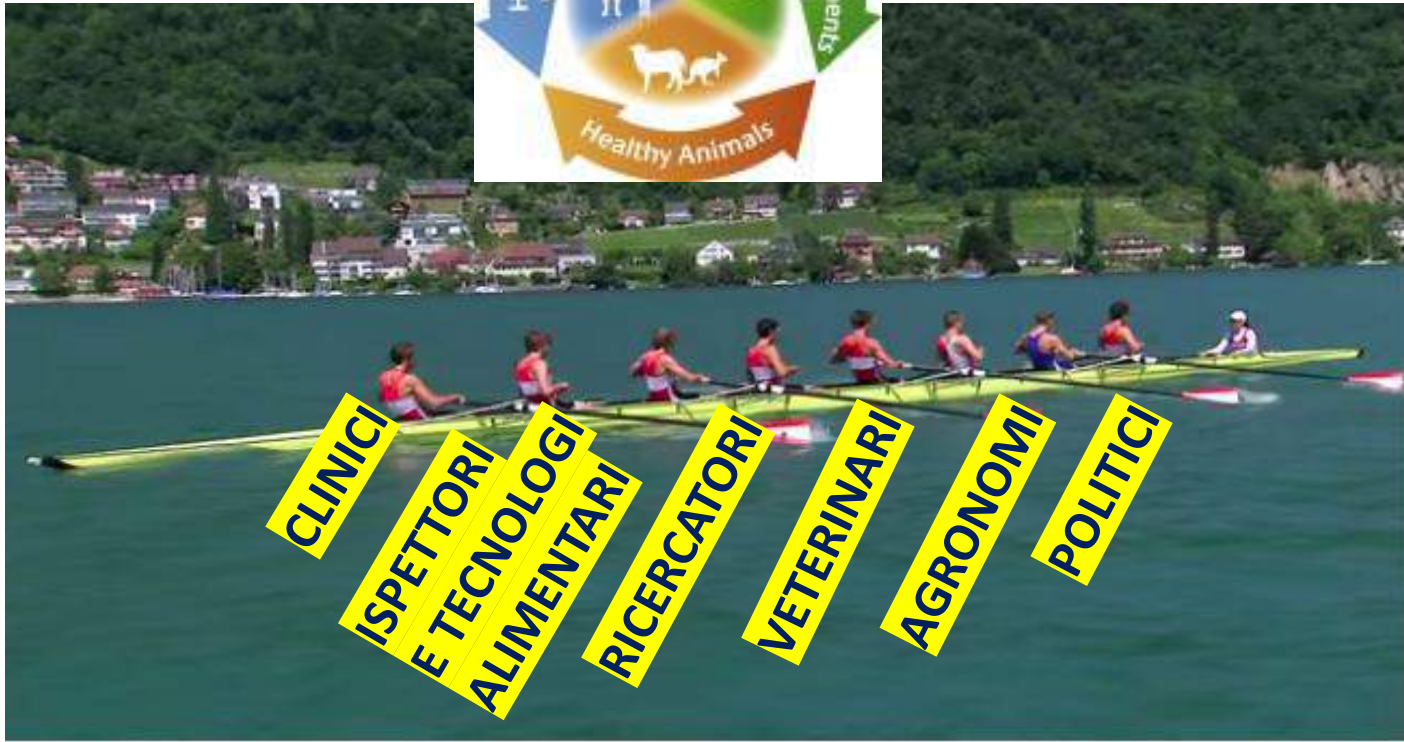 ents
Healthy Animals
CLINICI
ISPETTORI
E TECNOLOGI
ALIMENTARI
RICERCATORI
VETERINARI
AGRONOMI
POLITICI